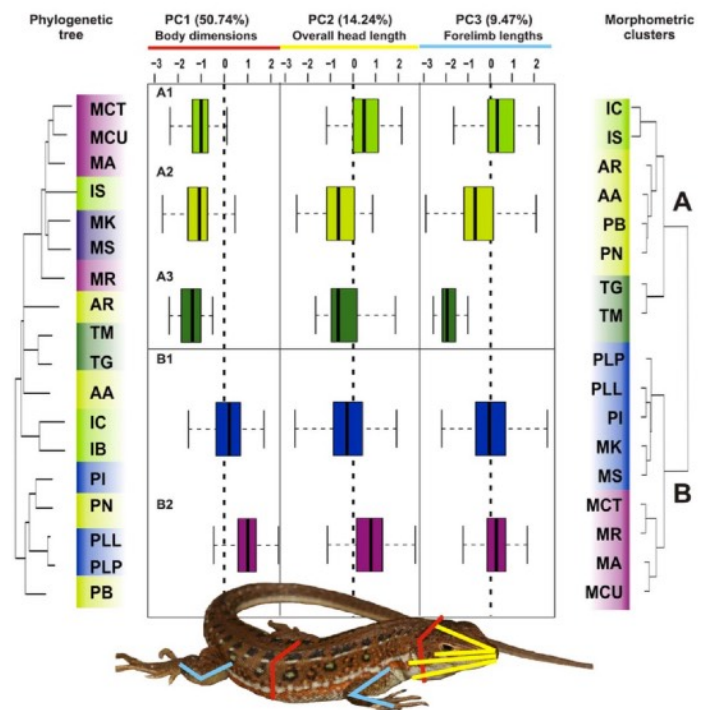 Phylogenetic
tree
PC1 (50.74%)
Body dimensions
PC2 (14.24%)
Overall head length
PC3 (9.47%)
Forelimb lengths
Morphometric
clusters
-3 -2 -1 0 1 2
-3 -2 -1 0 1 2
-3 -2 -1 0 1 2
MCT
MCU
MA
IS
MK
MS
MR
AR
TM
TG
AA
IC
IB
PI
PN
PLL
PLP
PB
A1
A2
A3
B1
B2
IC
IS
AR
AA
PB
PN
TG
TM
PLP
PLL
PI
MK
MS
MCT
MR
MA
MCU
A
B